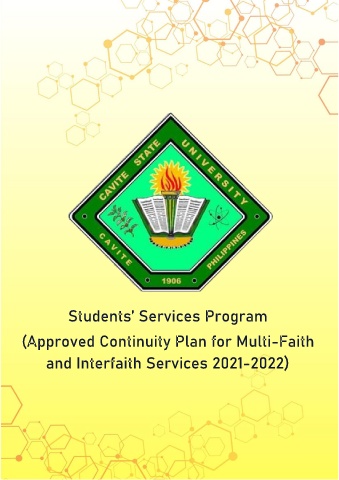 CAVITE STATE UNIVERSITY
CAVITE PHILIPPINES
1906
Students' Services Program
(Approved Continuity Plan for Multi-Faith
and Interfaith Services 2021-2022)